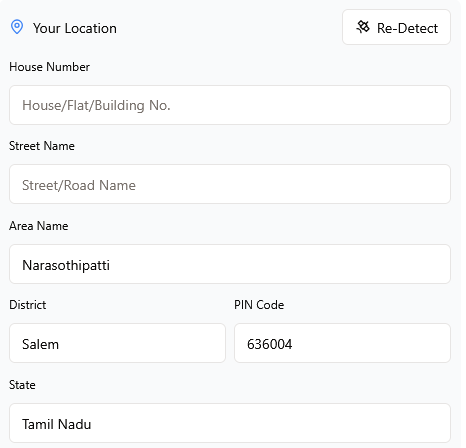 Your Location
Re-Detect
House Number
House/Flat/Building No.
Street Name
Street/Road Name
Area Name
Narasothipatti
District
PIN Code
Salem
636004
State
Tamil Nadu